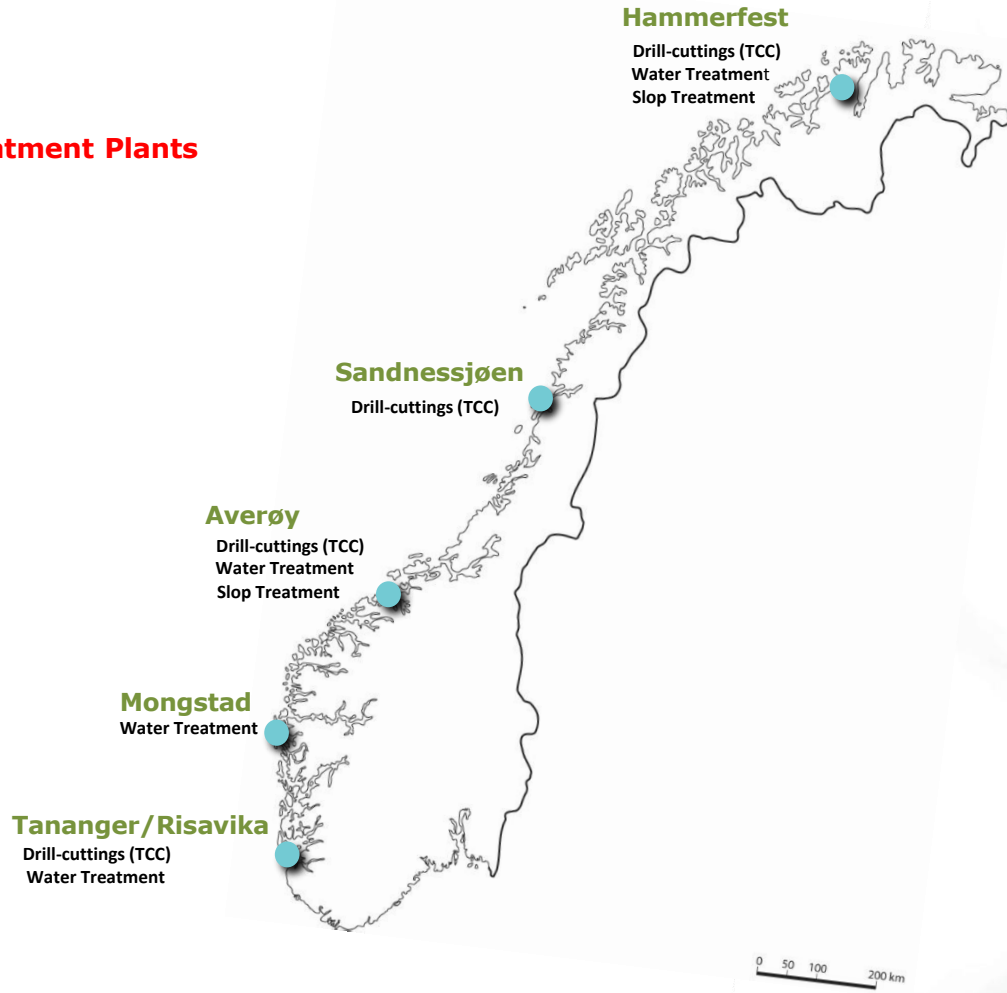 Hammerfest
Drill-cuttings (TCC)
Water Treatment
Slop Treatment
atment Plants
Sandnessjøen
Drill-cuttings (TCC)
Averøy
Drill-cuttings (TCC)
Water Treatment
Slop Treatment
Mongstad
Water Treatment
Tananger/Risavika
Drill-cuttings (TCC)
Water Treatment
0 50 100 200 km